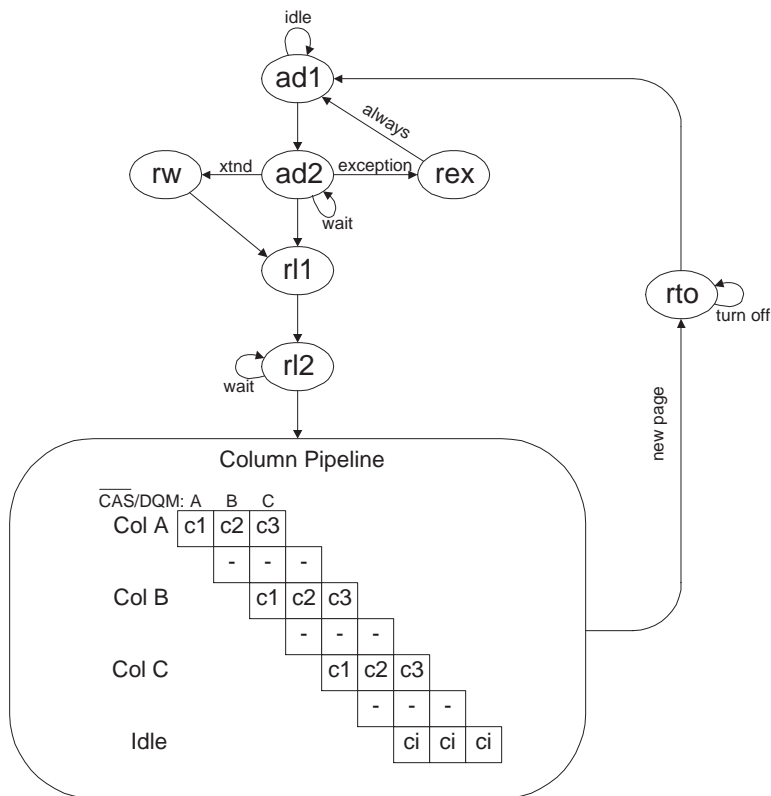 idle
ad1
always
rw
xtnd
ad2
exception
rex
wait
rl1
rto
turn off
rl2
wait
new page
Column Pipeline
CAS/DQM: A B C
Col A c1 c2 c3
- - -
Col B c1 c2 c3
- - -
Col C c1 c2 c3
- - -
Idle ci ci ci